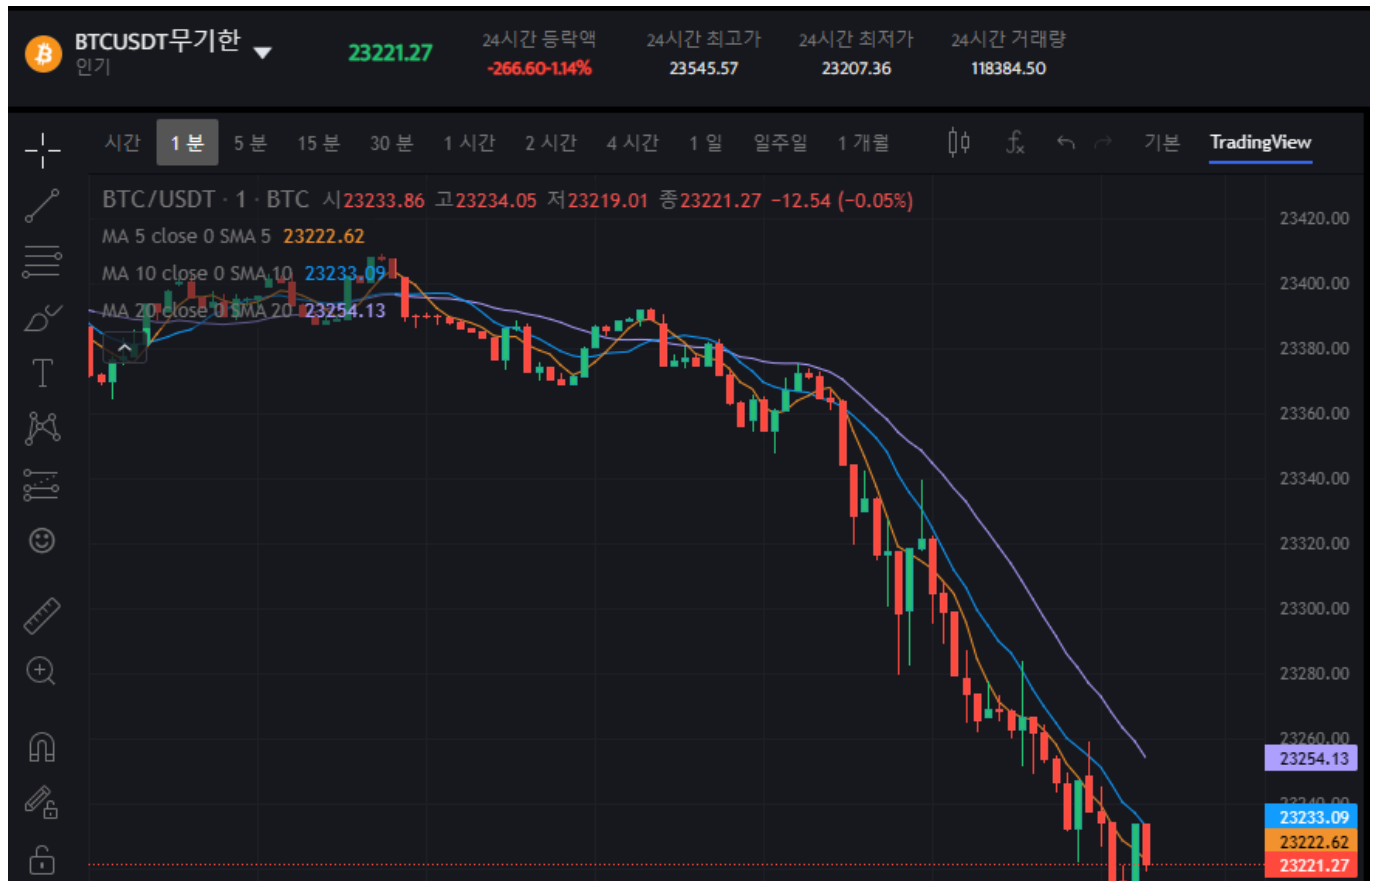 BTCUSDT무기한
인기
23221.27
24시간 등락액
-266.60-1.14%
24시간 최고가
23545.57
24시간 최저가
23207.36
24시간 거래량
118384.50
시간 1 분 5 분 15 분 30 분 1 시간 2 시간 4 시간 1 일 일주일 1 개월 기본 TradingView
BTC/USDT · 1 · BTC 시23233.86 고23234.05 저23219.01 종23221.27 −12.54 (−0.05%)
MA 5 close 0 SMA 5 23222.62
MA 10 close 0 SMA 10 23233.09
MA 20 close 0 SMA 20 23254.13
23420.00
23400.00
23380.00
23360.00
23340.00
23320.00
23300.00
23280.00
23260.00
23254.13
23240.00
23233.09
23222.62
23221.27